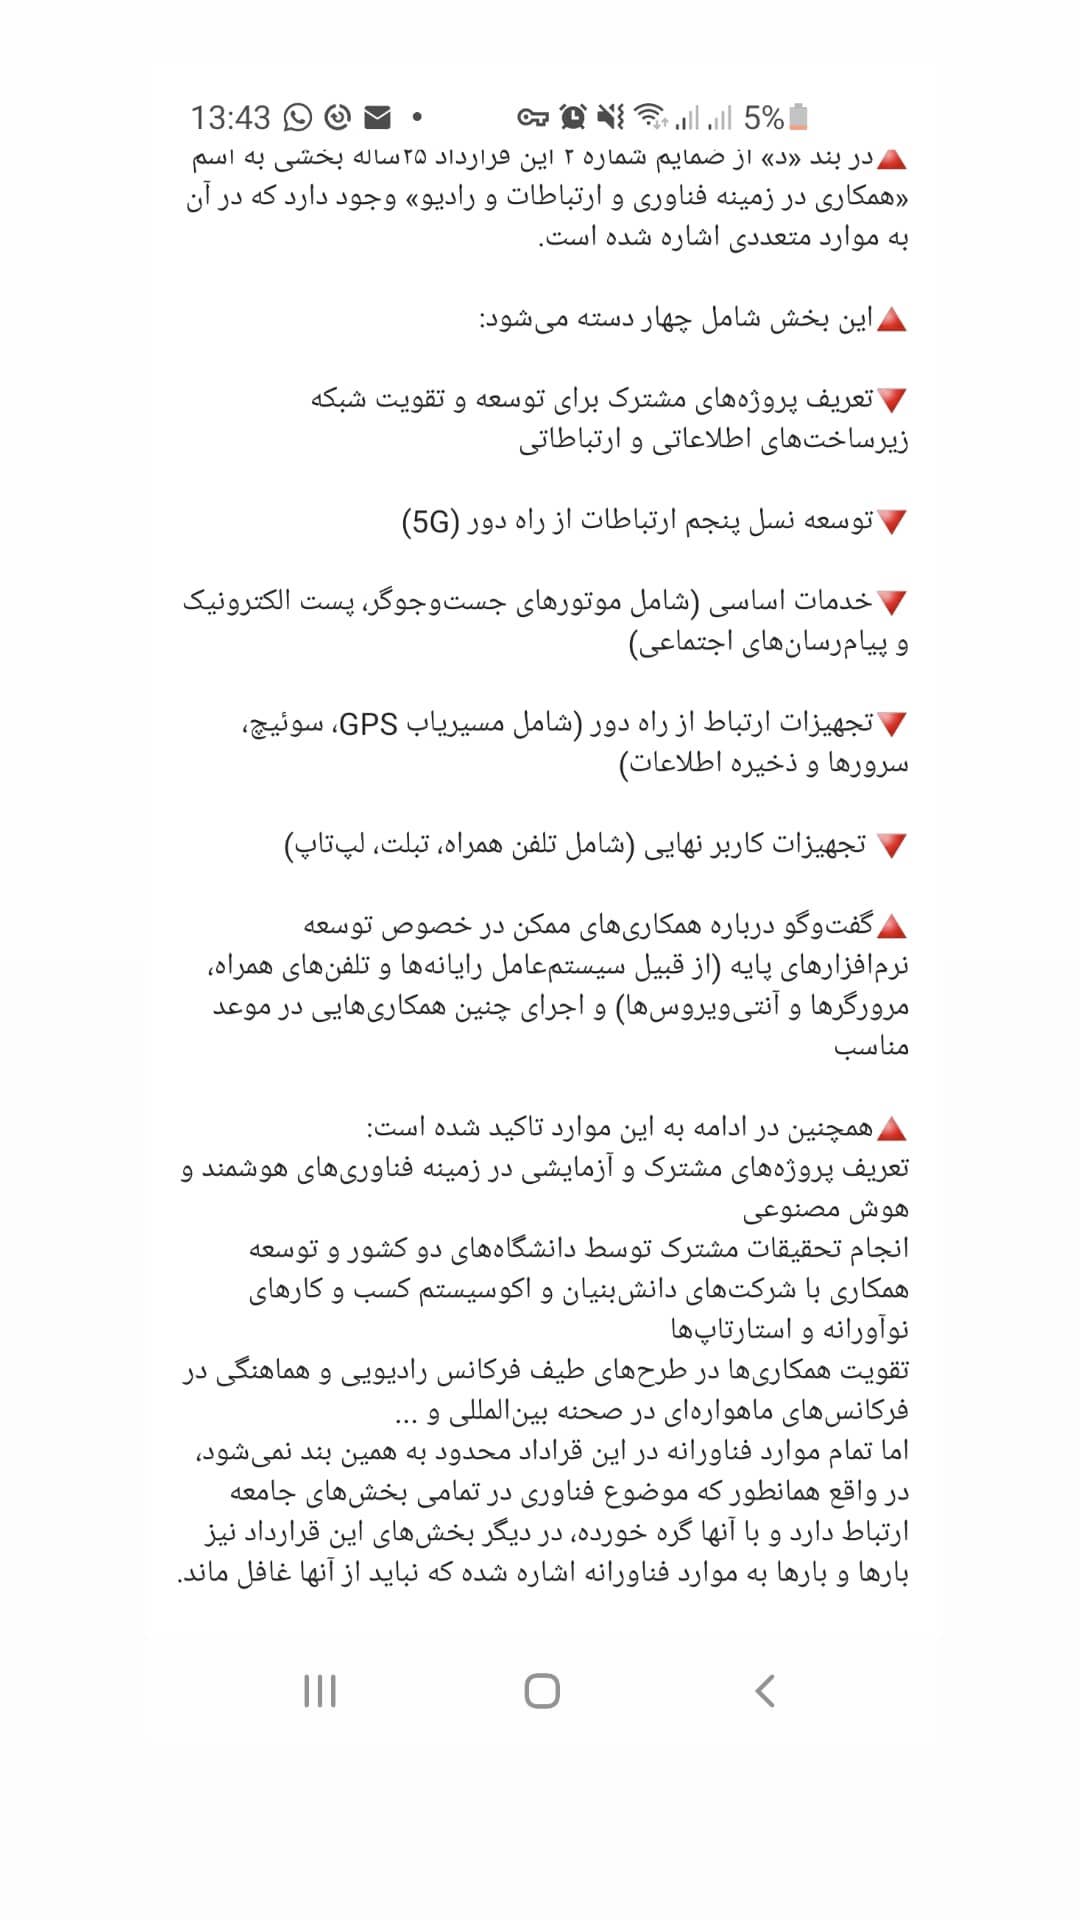 13:43 5%
🔺در بند «د» از ضمایم شماره ۲ این قرارداد ۲۵ساله بخشی به اسم
«همکاری در زمینه فناوری و ارتباطات و رادیو» وجود دارد که در آن
به موارد متعددی اشاره شده است.
🔺این بخش شامل چهار دسته می‌شود:
🔻تعریف پروژه‌های مشترک برای توسعه و تقویت شبکه
زیرساخت‌های اطلاعاتی و ارتباطاتی
🔻توسعه نسل پنجم ارتباطات از راه دور (5G)
🔻خدمات اساسی (شامل موتورهای جست‌وجوگر، پست الکترونیک
و پیام‌رسان‌های اجتماعی)
🔻تجهیزات ارتباط از راه دور (شامل مسیریاب GPS، سوئیچ،
سرورها و ذخیره اطلاعات)
🔻 تجهیزات کاربر نهایی (شامل تلفن همراه، تبلت، لپ‌تاپ)
🔺گفت‌وگو درباره همکاری‌های ممکن در خصوص توسعه
نرم‌افزارهای پایه (از قبیل سیستم‌عامل رایانه‌ها و تلفن‌های همراه،
مرورگرها و آنتی‌ویروس‌ها) و اجرای چنین همکاری‌هایی در موعد
مناسب
🔺همچنین در ادامه به این موارد تاکید شده است:
تعریف پروژه‌های مشترک و آزمایشی در زمینه فناوری‌های هوشمند و
هوش مصنوعی
انجام تحقیقات مشترک توسط دانشگاه‌های دو کشور و توسعه
همکاری با شرکت‌های دانش‌بنیان و اکوسیستم کسب و کارهای
نوآورانه و استارتاپ‌ها
تقویت همکاری‌ها در طرح‌های طیف فرکانس رادیویی و هماهنگی در
فرکانس‌های ماهواره‌ای در صحنه بین‌المللی و ...
اما تمام موارد فناورانه در این قراداد محدود به همین بند نمی‌شود،
در واقع همانطور که موضوع فناوری در تمامی بخش‌های جامعه
ارتباط دارد و با آنها گره خورده، در دیگر بخش‌های این قرارداد نیز
بارها و بارها به موارد فناورانه اشاره شده که نباید از آنها غافل ماند.